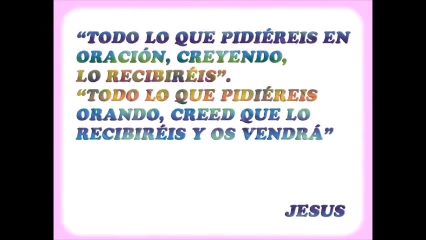 “TODO LO QUE PIDIÉREIS EN
ORACIÓN, CREYENDO,
LO RECIBIRÉIS”.
“TODO LO QUE PIDIÉREIS
ORANDO, CREED QUE LO
RECIBIRÉIS Y OS VENDRÁ”
JESUS